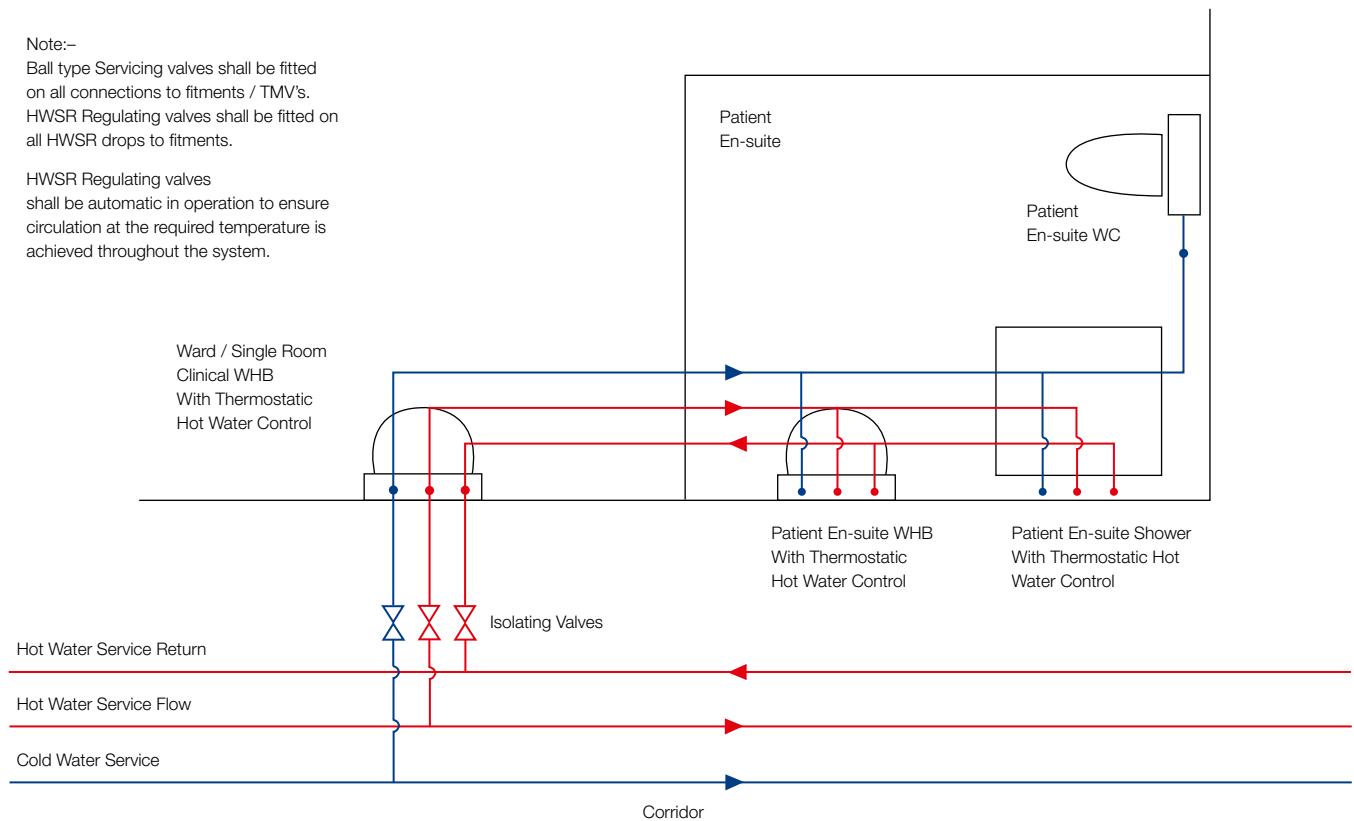 Note:–
Ball type Servicing valves shall be fitted
on all connections to fitments / TMV's.
HWSR Regulating valves shall be fitted on
all HWSR drops to fitments.
HWSR Regulating valves
shall be automatic in operation to ensure
circulation at the required temperature is
achieved throughout the system.
Patient
En-suite
Patient
En-suite WC
Ward / Single Room
Clinical WHB
With Thermostatic
Hot Water Control
Patient En-suite WHB
With Thermostatic
Hot Water Control
Patient En-suite Shower
With Thermostatic Hot
Water Control
Isolating Valves
Hot Water Service Return
Hot Water Service Flow
Cold Water Service
Corridor